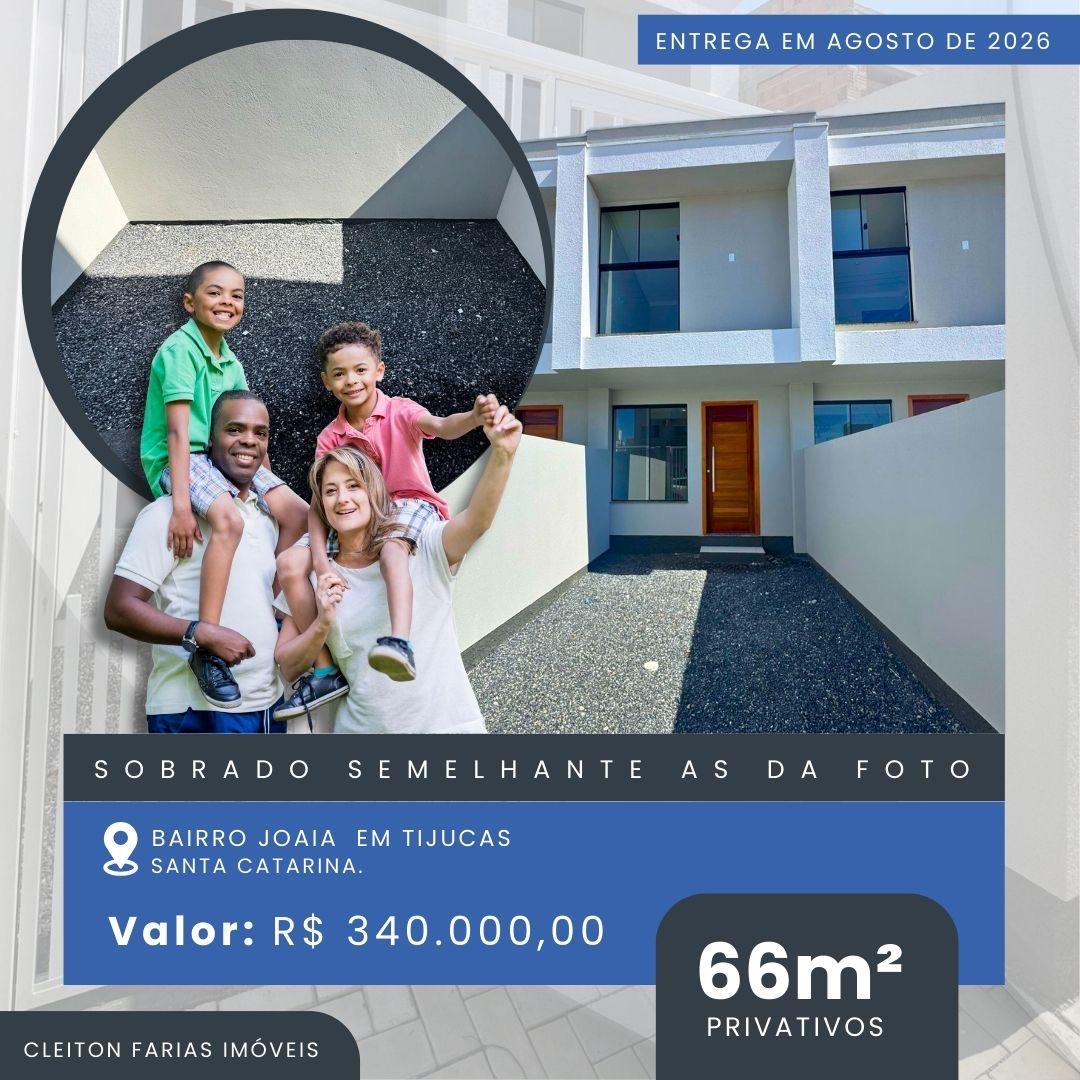 ENTREGA EM AGOSTO DE 2026
SOBRADO SEMELHANTE AS DA FOTO
BAIRRO JOAIA EM TIJUCAS
SANTA CATARINA.
Valor: R$ 340.000,00
66m²
PRIVATIVOS
CLEITON FARIAS IMÓVEIS